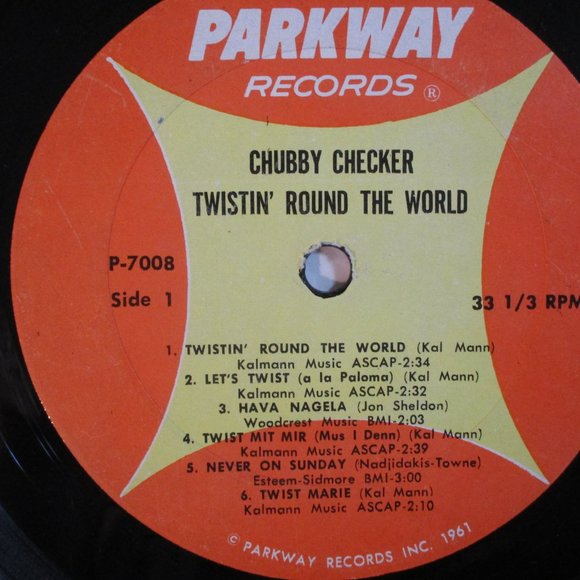 PARKWAY
RECORDS ®
CHUBBY CHECKER
TWISTIN' ROUND THE WORLD
P-7008
Side 1
33 1/3 RPM
1. TWISTIN' ROUND THE WORLD (Kal Mann)
Kalmann Music ASCAP-2:34
2. LET'S TWIST (a la Paloma) (Kal Mann)
Kalmann Music ASCAP-2:32
3. HAVA NAGELA (Jon Sheldon)
Woodcrest Music BMI-2:03
4. TWIST MIT MIR (Mus I Denn) (Kal Mann)
Kalmann Music ASCAP-2:39
5. NEVER ON SUNDAY (Nadjidakis-Towne)
Esteem-Sidmore BMI-3:00
6. TWIST MARIE (Kal Mann)
Kalmann Music ASCAP-2:10
© PARKWAY RECORDS INC. 1961